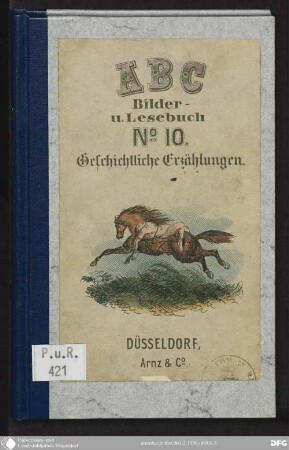 ABC
Bilder-
u. Lesebuch
No 10.
Geschichtliche Erzählungen.
DÜSSELDORF,
Arnz & Co.
P.u.R.
421
Universitäts- und
Landesbibliothek Düsseldorf
DFG